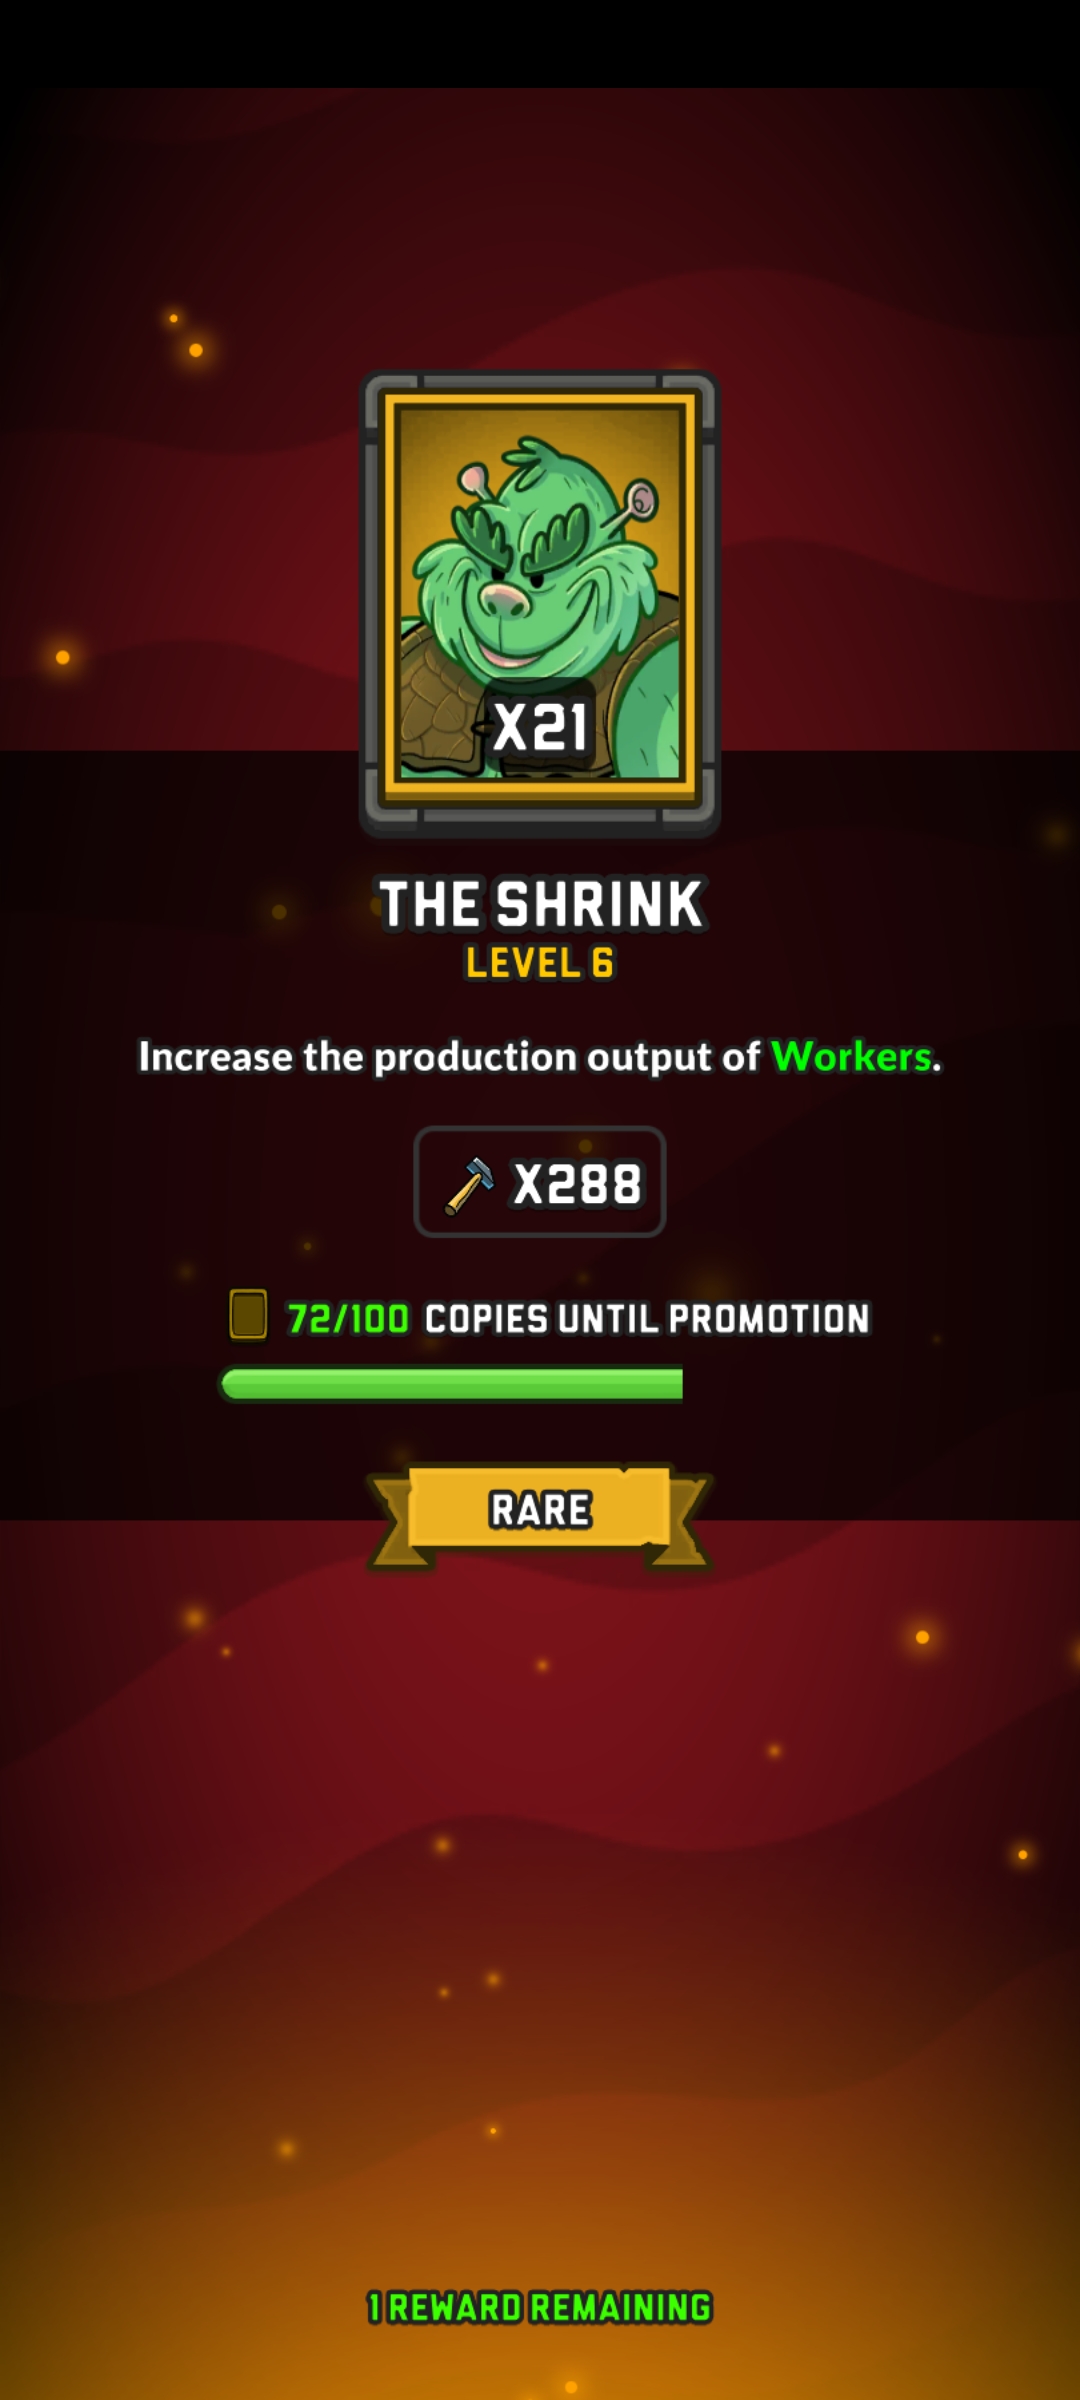 X21
THE SHRINK
LEVEL 6
Increase the production output of Workers.
X288
72/100 COPIES UNTIL PROMOTION
RARE
1 REWARD REMAINING